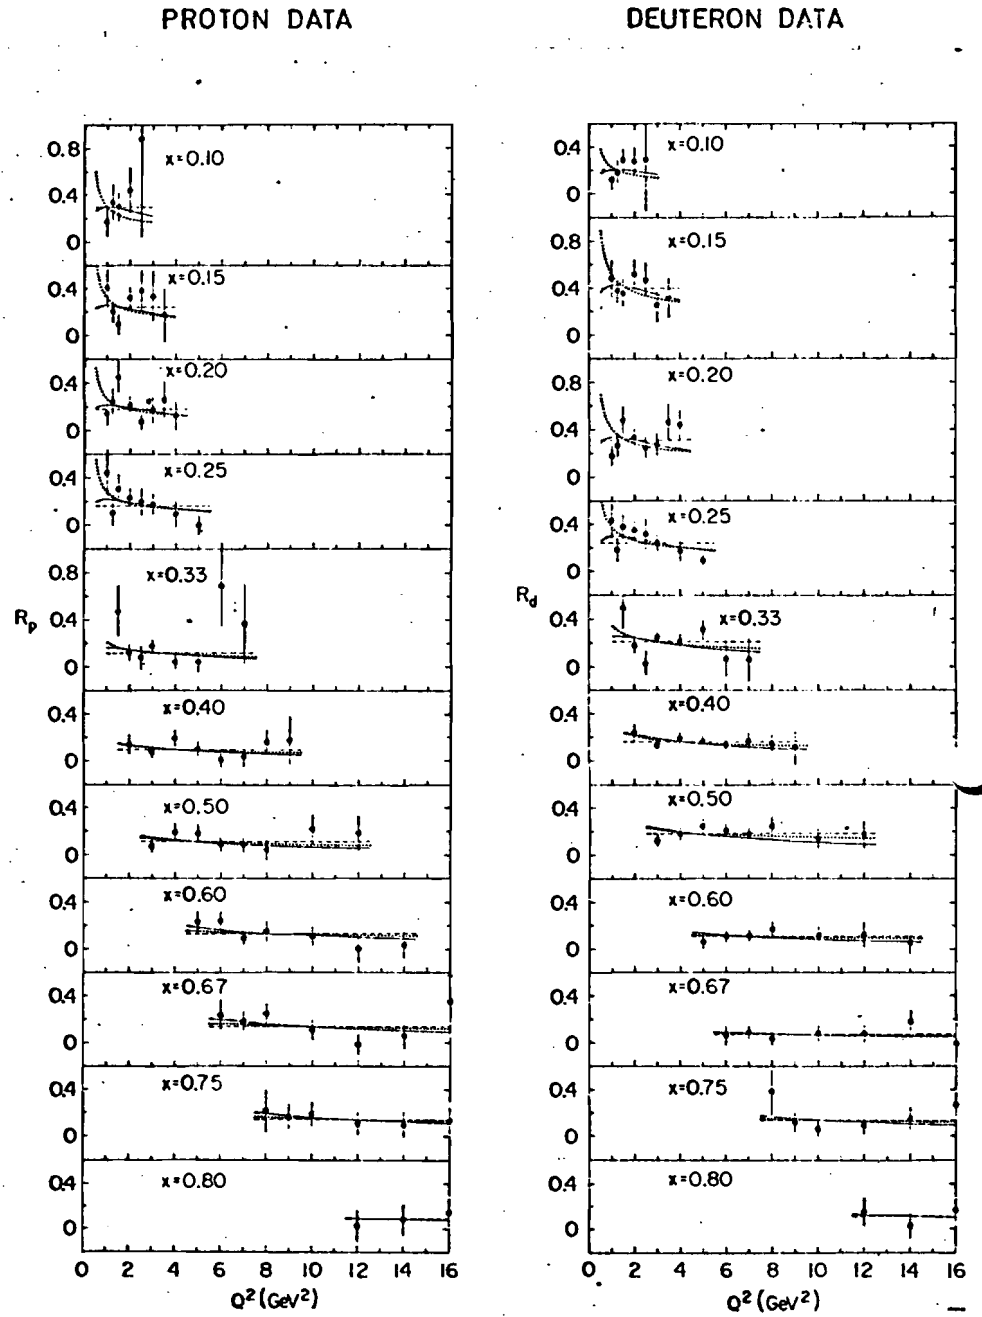 PROTON DATA
DEUTERON DATA
x=0.10
0.8
0.4
0
x=0.15
0.4
0
x=0.20
0.4
0
x=0.25
0.4
0
x=0.33
0.8
0.4
0
Rp
x=0.40
0.4
0
x=0.50
0.4
0
x=0.60
0.4
0
x=0.67
0.4
0
x=0.75
0.4
0
x=0.80
0.4
0
0 2 4 6 8 10 12 14 16
Q² (GeV²)
x=0.10
0.4
0
x=0.15
0.8
0.4
0
x=0.20
0.8
0.4
0
x=0.25
0.4
0
Rd
x=0.33
0.4
0
x=0.40
0.4
0
x=0.50
0.4
0
x=0.60
0.4
0
x=0.67
0.4
0
x=0.75
0.4
0
x=0.80
0.4
0
0 2 4 6 8 10 12 14 16
Q² (GeV²)